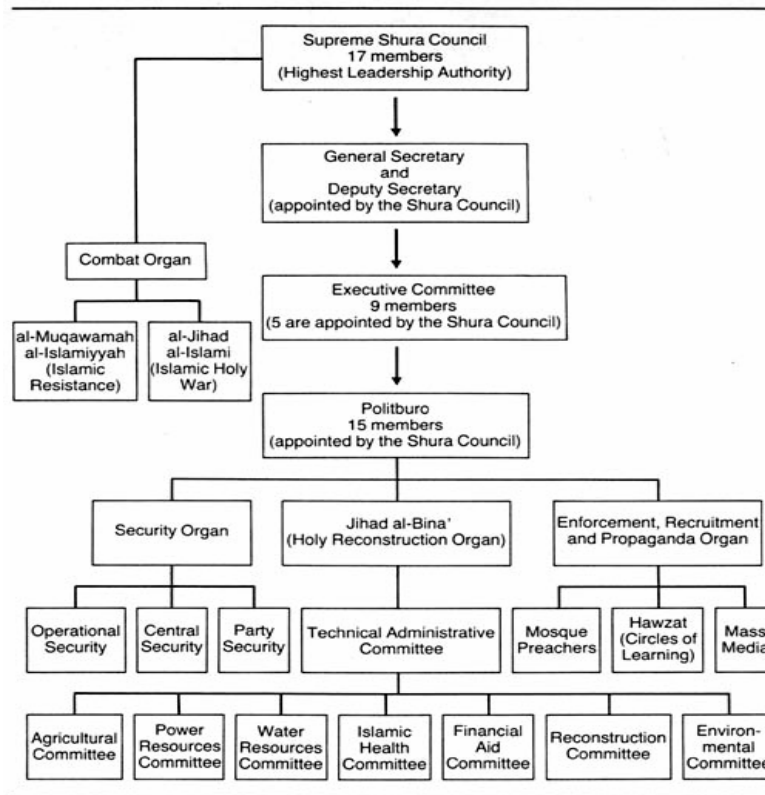 Supreme Shura Council
17 members
(Highest Leadership Authority)
General Secretary
and
Deputy Secretary
(appointed by the Shura Council)
Combat Organ
Executive Committee
9 members
(5 are appointed by the Shura Council)
al-Muqawamah
al-Islamiyyah
(Islamic
Resistance)
al-Jihad
al-Islami
(Islamic Holy
War)
Politburo
15 members
(appointed by the Shura Council)
Security Organ
Jihad al-Bina'
(Holy Reconstruction Organ)
Enforcement, Recruitment
and Propaganda Organ
Operational
Security
Central
Security
Party
Security
Technical Administrative
Committee
Mosque
Preachers
Hawzat
(Circles of
Learning)
Mass
Media
Agricultural
Committee
Power
Resources
Committee
Water
Resources
Committee
Islamic
Health
Committee
Financial
Aid
Committee
Reconstruction
Committee
Environ-
mental
Committee